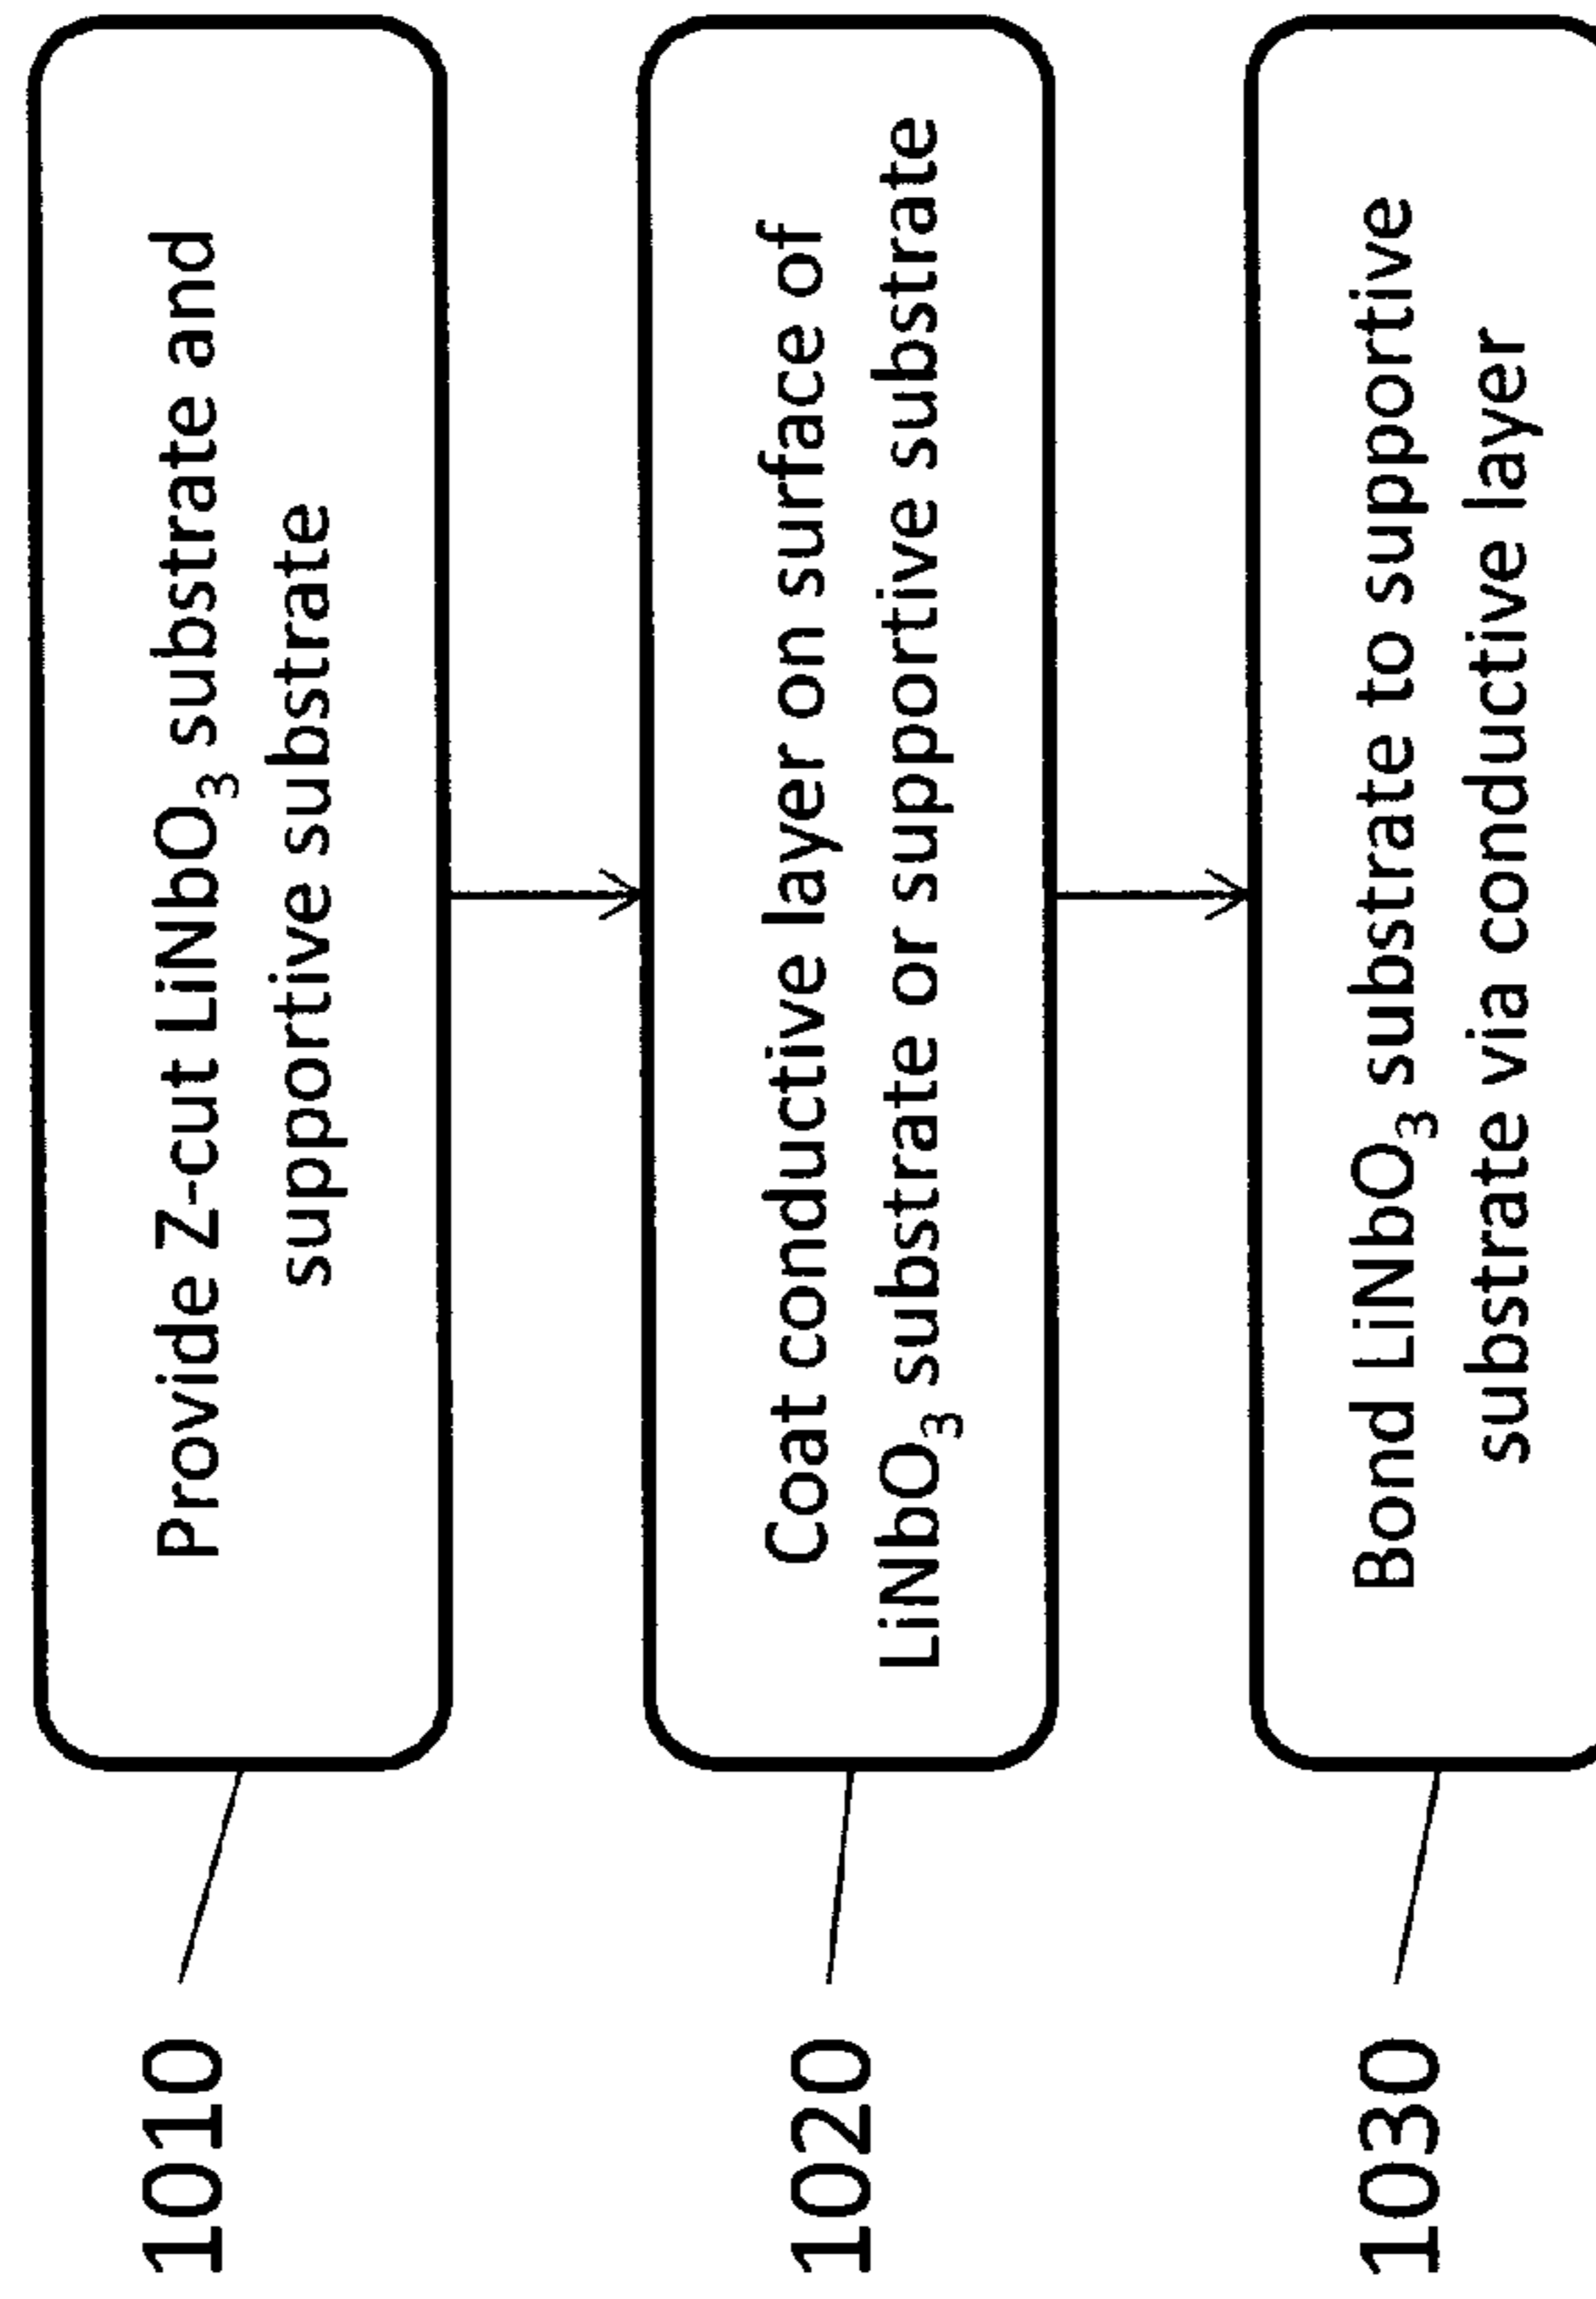 1010
Provide Z-cut LiNbO₃ substrate and
supportive substrate
1020
Coat conductive layer on surface of
LiNbO₃ substrate or supportive substrate
1030
Bond LiNbO₃ substrate to supportive
substrate via conductive layer